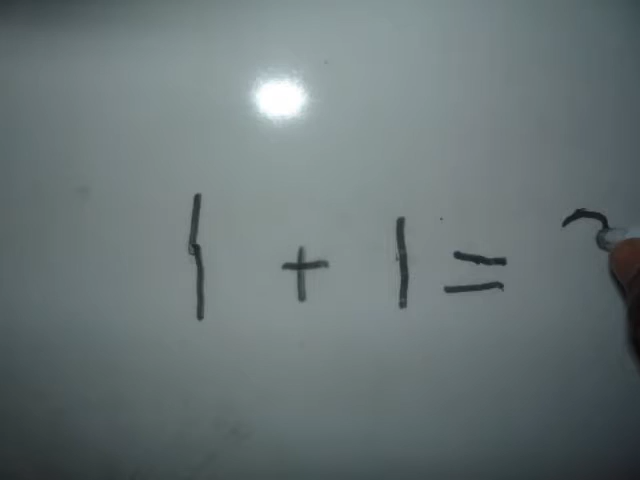 1 + 1 =